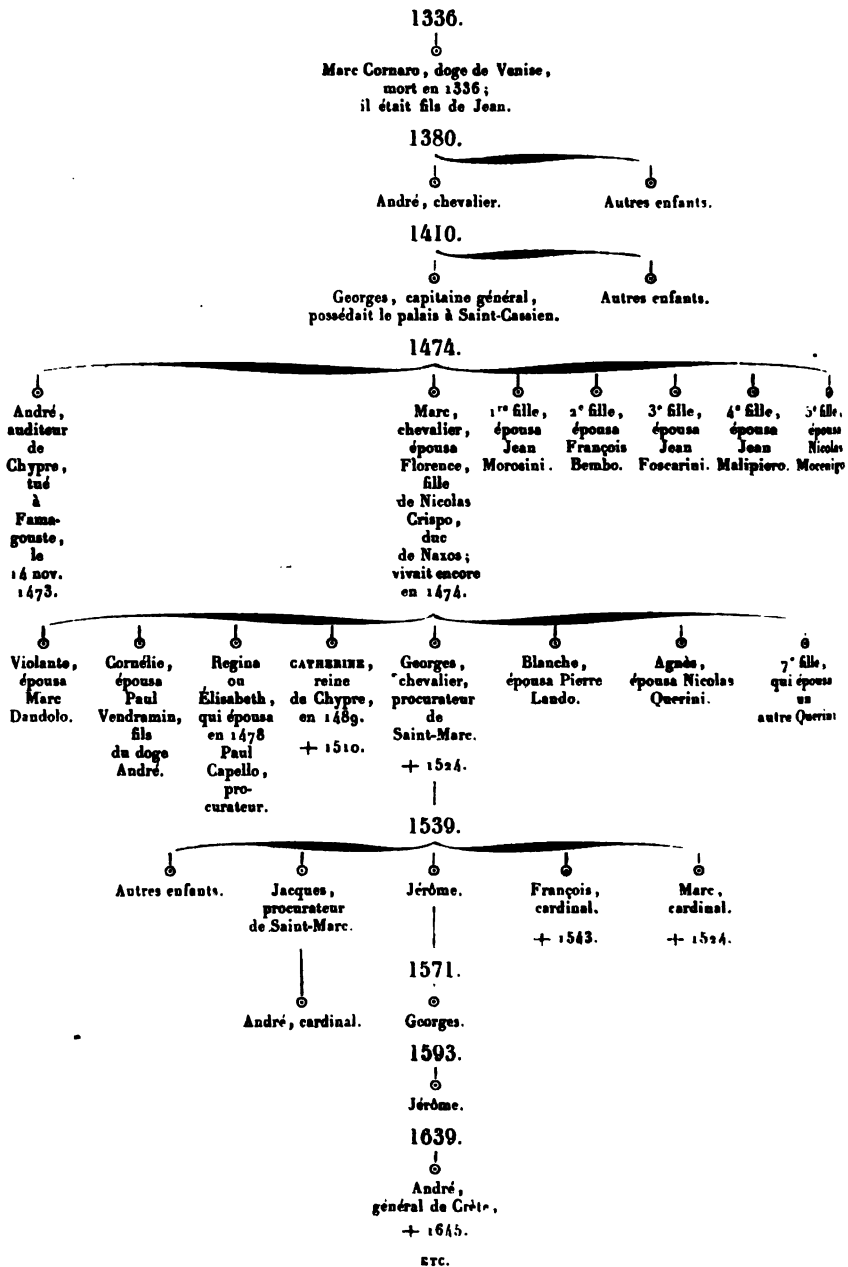 1336.
Marc Cornaro, doge de Venise,
mort en 1336;
il était fils de Jean.
1380.
André, chevalier.
Autres enfants.
1410.
Georges, capitaine général,
possédait le palais à Saint-Cassien.
Autres enfants.
1474.
André,
auditeur
de
Chypre,
tué
à
Fama-
gouste,
le
14 nov.
1473.
Marc,
chevalier,
épousa
Florence,
fille
de Nicolas
Crispo,
duc
de Naxos;
vivait encore
en 1474.
1re fille,
épousa
Jean
Morosini.
2e fille,
épousa
François
Bembo.
3e fille,
épousa
Jean
Foscarini.
4e fille,
épousa
Jean
Malipiero.
5e fille,
épousa
Nicolas
Mocenigo
Violante,
épousa
Marc
Dandolo.
Cornélie,
épousa
Paul
Vendramin,
fils
du doge
André.
Regina
ou
Élisabeth,
qui épousa
en 1478
Paul
Capello,
pro-
curateur.
CATHERINE,
reine
de Chypre,
en 1489.
+ 1510.
Georges,
chevalier,
procurateur
de
Saint-Marc.
+ 1524.
Blanche,
épousa Pierre
Lando.
Agnès,
épousa Nicolas
Querini.
7e fille,
qui épousa
un
autre Querini
1539.
Autres enfants.
Jacques,
procurateur
de Saint-Marc.
Jérôme.
François,
cardinal.
+ 1543.
Marc,
cardinal.
+ 1524.
1571.
André, cardinal.
Georges.
1593.
Jérôme.
1639.
André,
général de Crète,
+ 1645.
ETC.